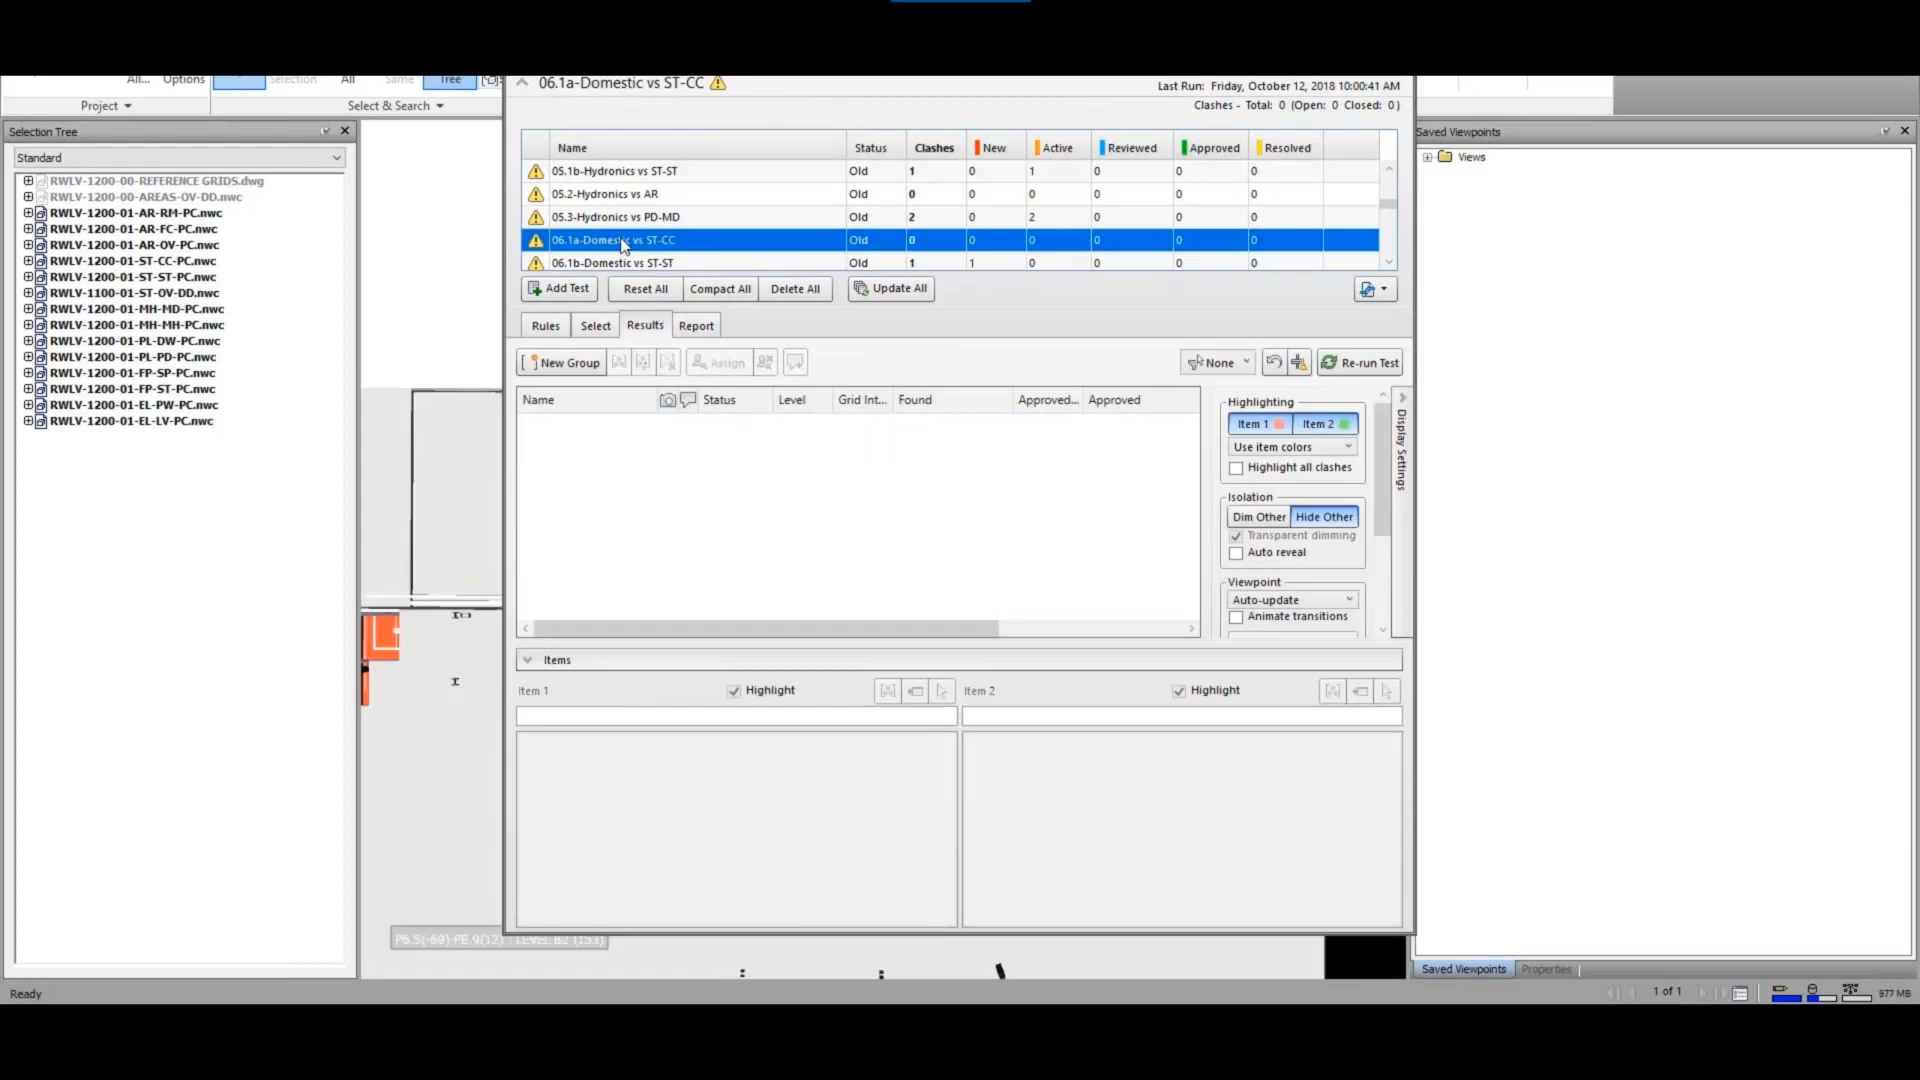 All... Options Selection All Same Tree
Project Select & Search
Selection Tree
Standard
RWLV-1200-00-REFERENCE GRIDS.dwg
RWLV-1200-00-AREAS-OV-DD.nwc
RWLV-1200-01-AR-RM-PC.nwc
RWLV-1200-01-AR-FC-PC.nwc
RWLV-1200-01-AR-OV-PC.nwc
RWLV-1200-01-ST-CC-PC.nwc
RWLV-1200-01-ST-ST-PC.nwc
RWLV-1100-01-ST-OV-DD.nwc
RWLV-1200-01-MH-MD-PC.nwc
RWLV-1200-01-MH-MH-PC.nwc
RWLV-1200-01-PL-DW-PC.nwc
RWLV-1200-01-PL-PD-PC.nwc
RWLV-1200-01-FP-SP-PC.nwc
RWLV-1200-01-FP-ST-PC.nwc
RWLV-1200-01-EL-PW-PC.nwc
RWLV-1200-01-EL-LV-PC.nwc
06.1a-Domestic vs ST-CC
Last Run: Friday, October 12, 2018 10:00:41 AM
Clashes - Total: 0 (Open: 0 Closed: 0)
Name Status Clashes New Active Reviewed Approved Resolved
05.1b-Hydronics vs ST-ST Old 1 0 1 0 0 0
05.2-Hydronics vs AR Old 0 0 0 0 0 0
05.3-Hydronics vs PD-MD Old 2 0 2 0 0 0
06.1a-Domestic vs ST-CC Old 0 0 0 0 0 0
06.1b-Domestic vs ST-ST Old 1 1 0 0 0 0
Add Test Reset All Compact All Delete All Update All
Rules Select Results Report
New Group Assign None Re-run Test
Name Status Level Grid Int... Found Approved... Approved
Highlighting
Item 1 Item 2
Use item colors
Highlight all clashes
Isolation
Dim Other Hide Other
Transparent dimming
Auto reveal
Viewpoint
Auto-update
Animate transitions
Display Settings
Items
Item 1 Highlight Item 2 Highlight
P6.5(-69)-PE.9(12) : LEVEL B2 (153)
Saved Viewpoints
Views
Saved Viewpoints Properties
Ready
1 of 1 977 MB